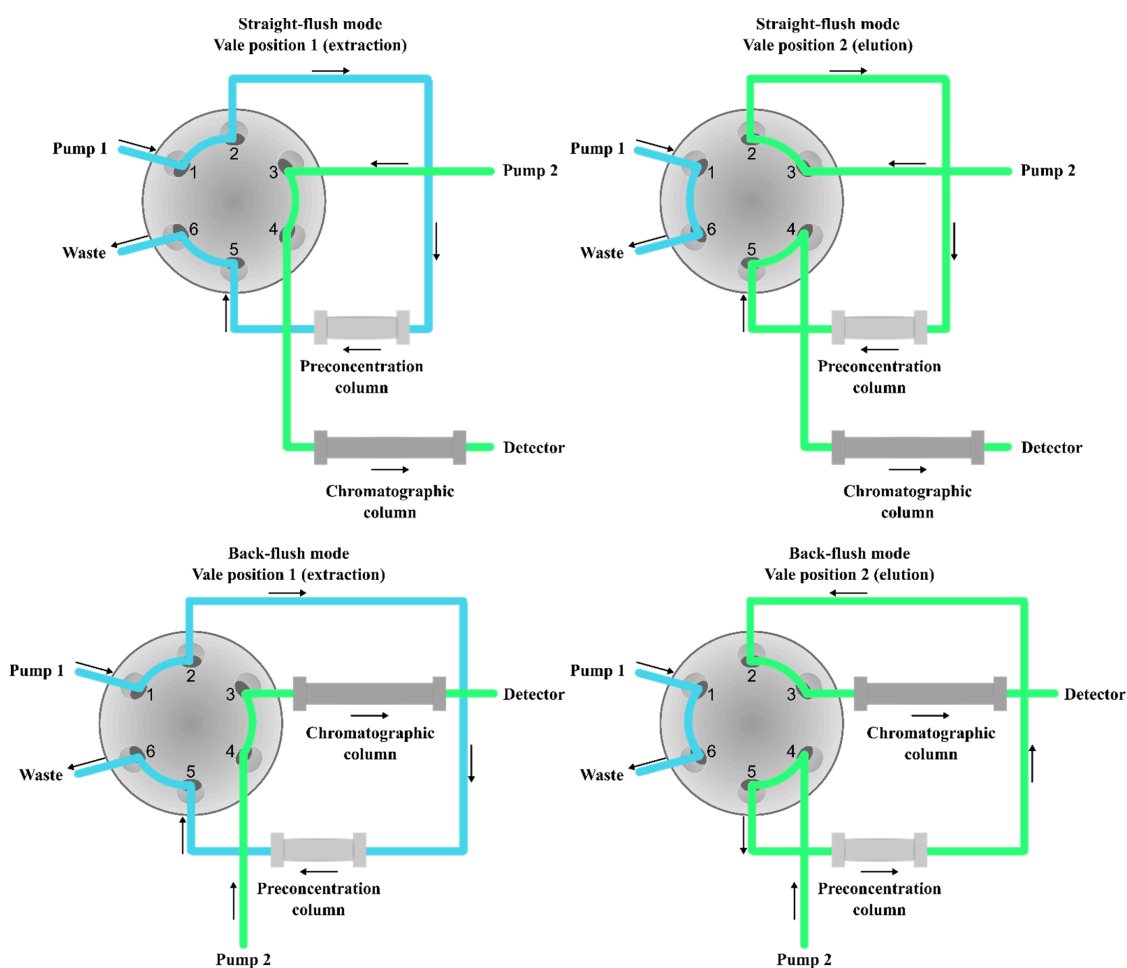 Straight-flush mode
Vale position 1 (extraction)
Pump 1
1
2
3
Pump 2
4
5
6
Waste
Preconcentration
column
Detector
Chromatographic
column
Straight-flush mode
Vale position 2 (elution)
Pump 1
1
2
3
Pump 2
4
5
6
Waste
Preconcentration
column
Detector
Chromatographic
column
Back-flush mode
Vale position 1 (extraction)
Pump 1
1
2
3
Detector
Chromatographic
column
4
5
6
Waste
Preconcentration
column
Pump 2
Back-flush mode
Vale position 2 (elution)
Pump 1
1
2
3
Detector
Chromatographic
column
4
5
6
Waste
Preconcentration
column
Pump 2